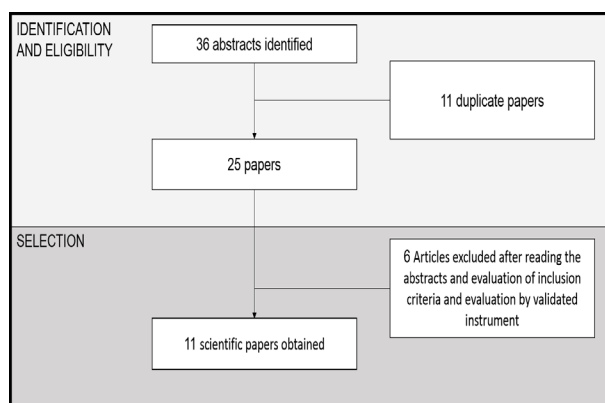 IDENTIFICATION
AND ELIGIBILITY
36 abstracts identified
11 duplicate papers
25 papers
SELECTION
6 Articles excluded after reading the
abstracts and evaluation of inclusion
criteria and evaluation by validated
instrument
11 scientific papers obtained